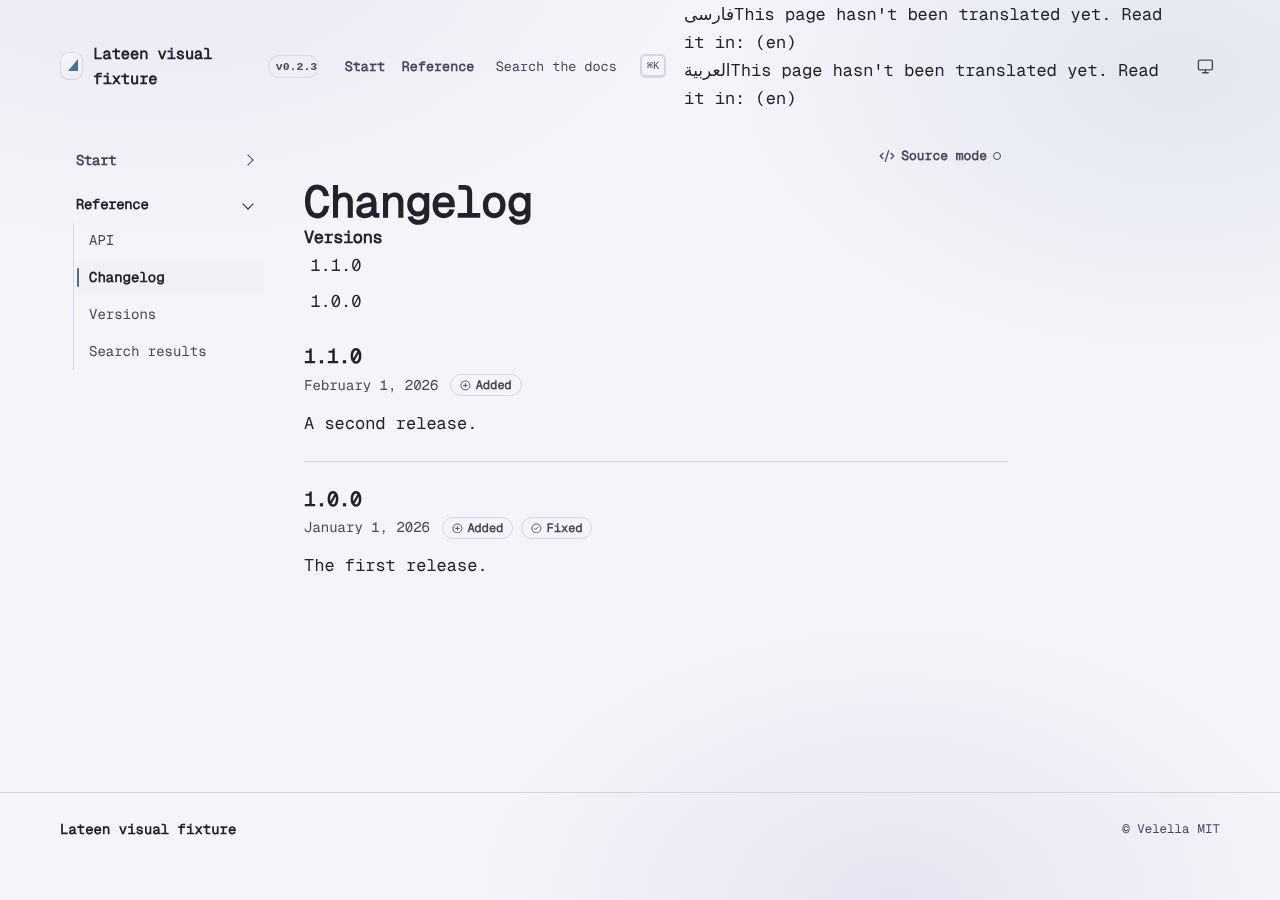 Lateen visual
fixture
v0.2.3
Start
Reference
Search the docs
⌘K
فارسیThis page hasn't been translated yet. Read
it in: (en)
العربيةThis page hasn't been translated yet. Read
it in: (en)
Start
Reference
API
Changelog
Versions
Search results
Source mode
Changelog
Versions
1.1.0
1.0.0
1.1.0
February 1, 2026 Added
A second release.
1.0.0
January 1, 2026 Added Fixed
The first release.
Lateen visual fixture
© Velella MIT